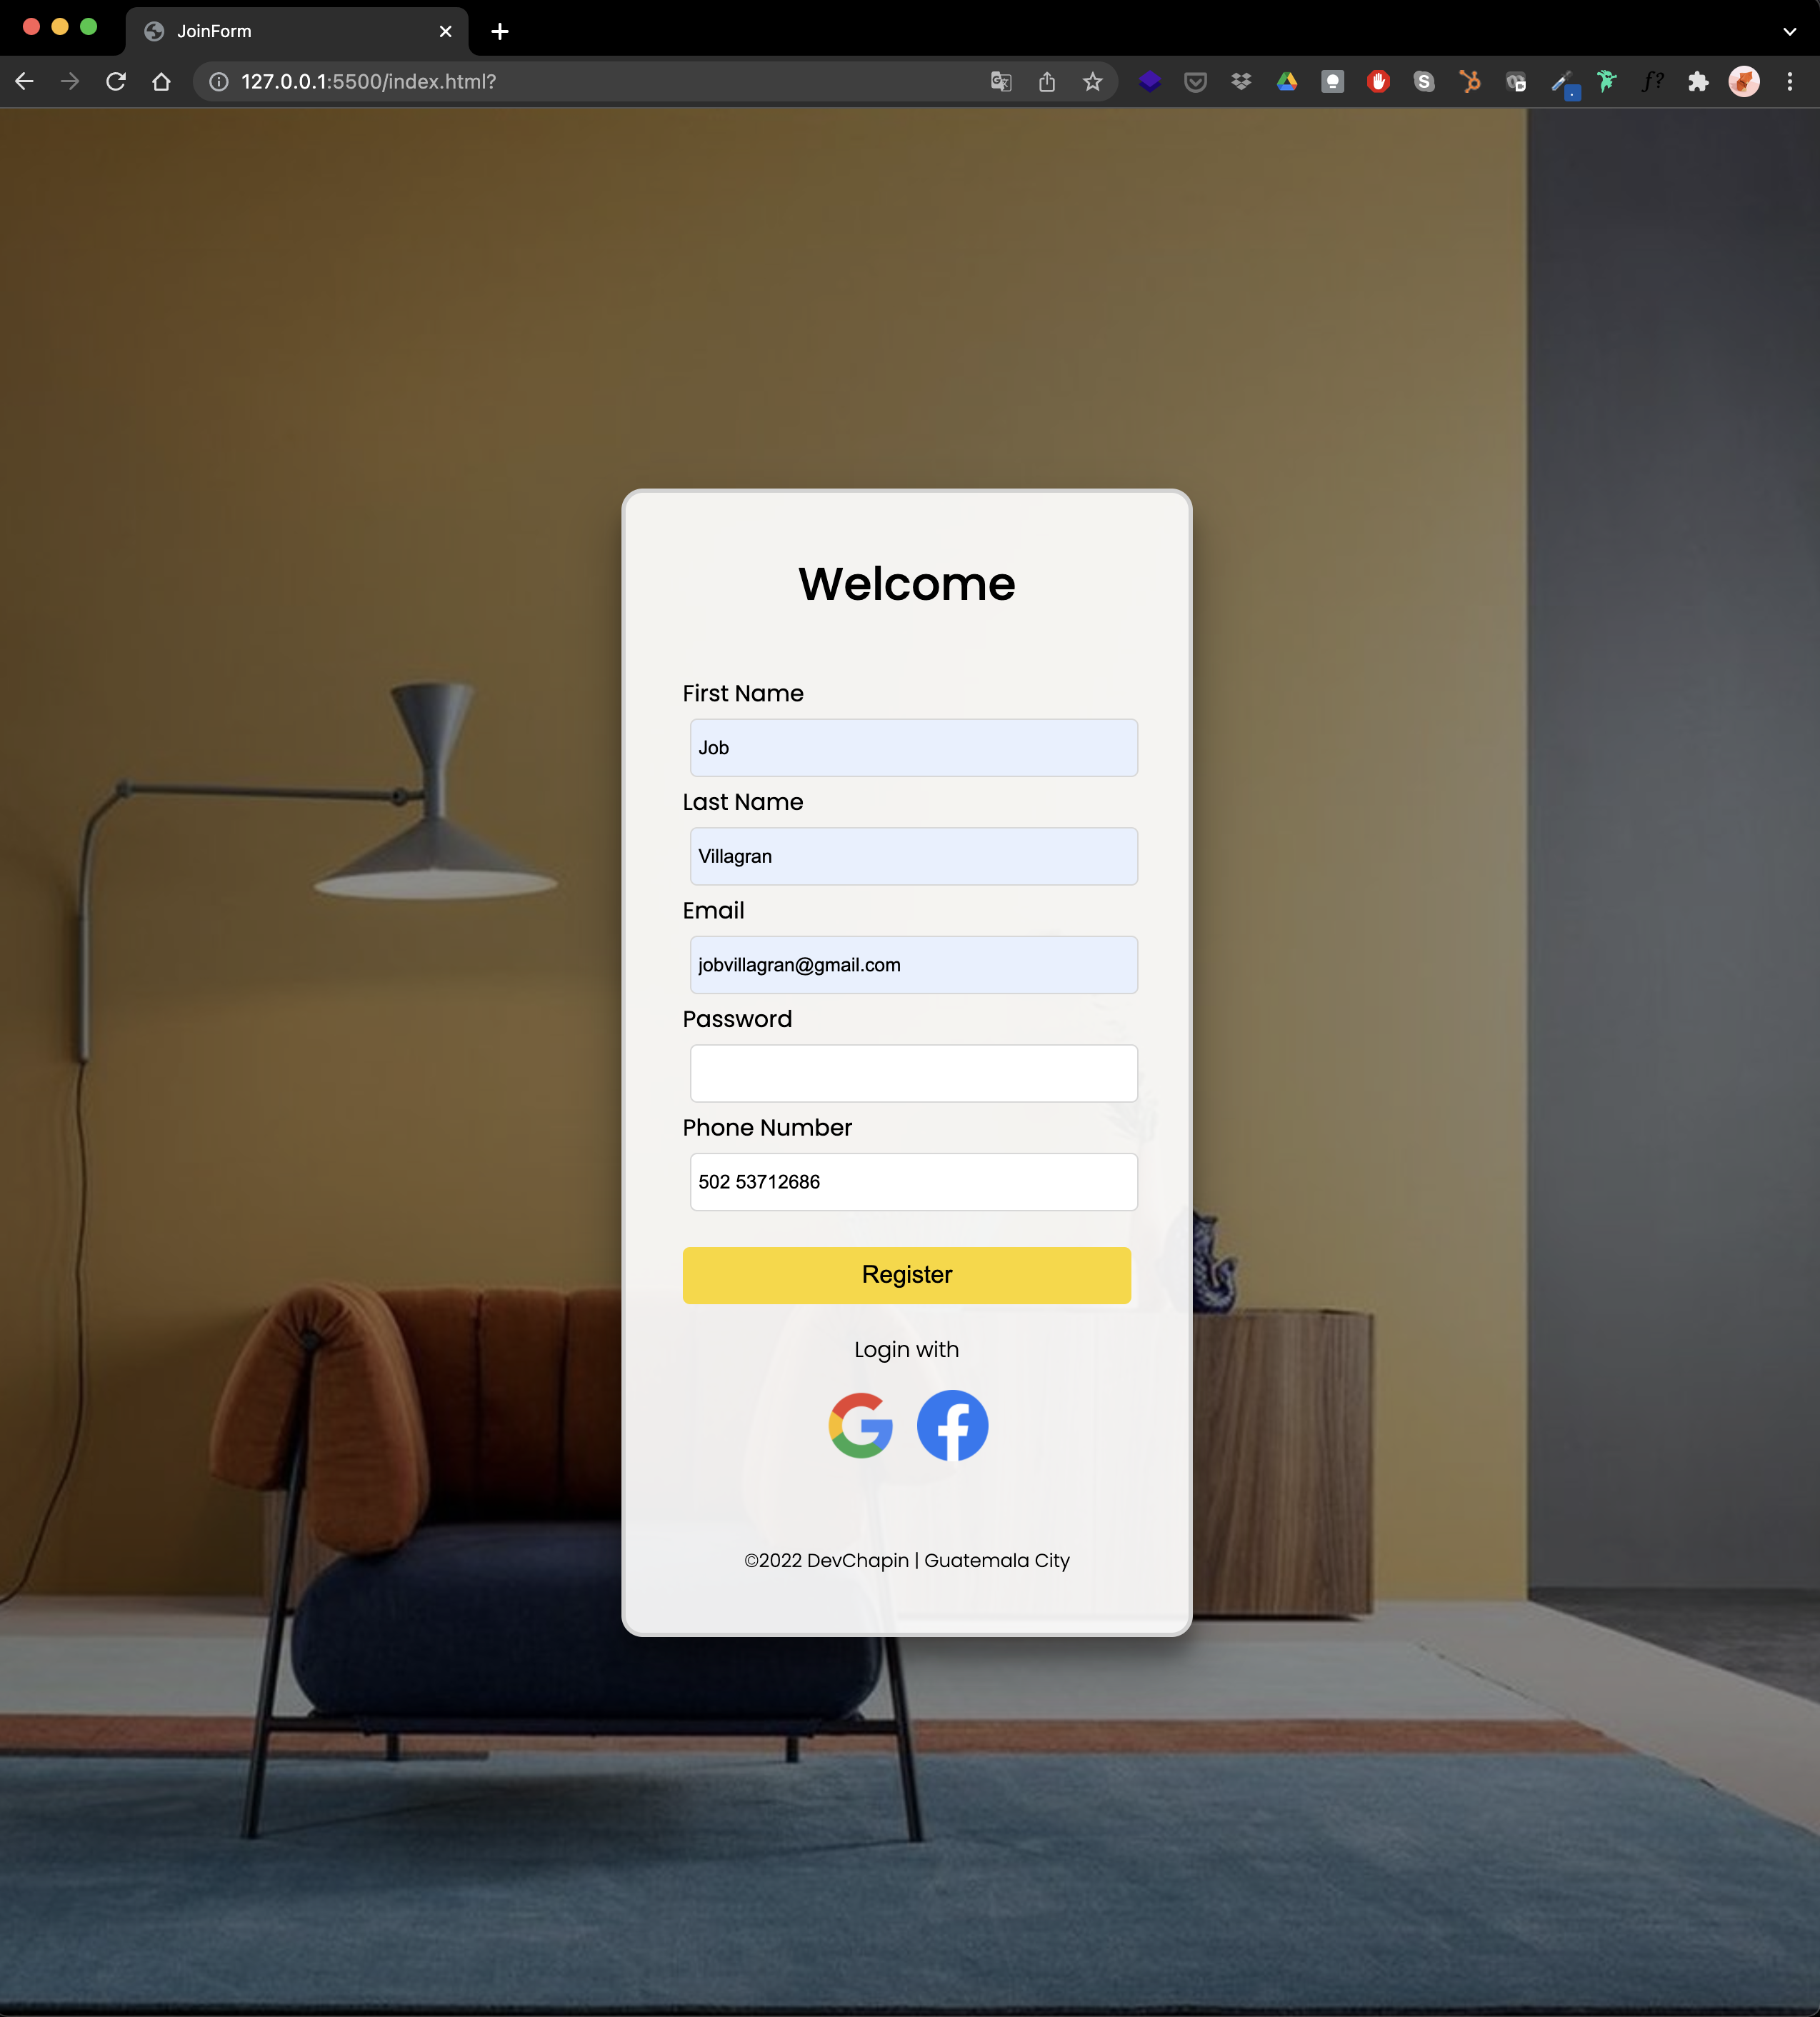 JoinForm
127.0.0.1:5500/index.html?
Welcome
First Name
Job
Last Name
Villagran
Email
jobvillagran@gmail.com
Password
Phone Number
502 53712686
Register
Login with
©2022 DevChapin | Guatemala City